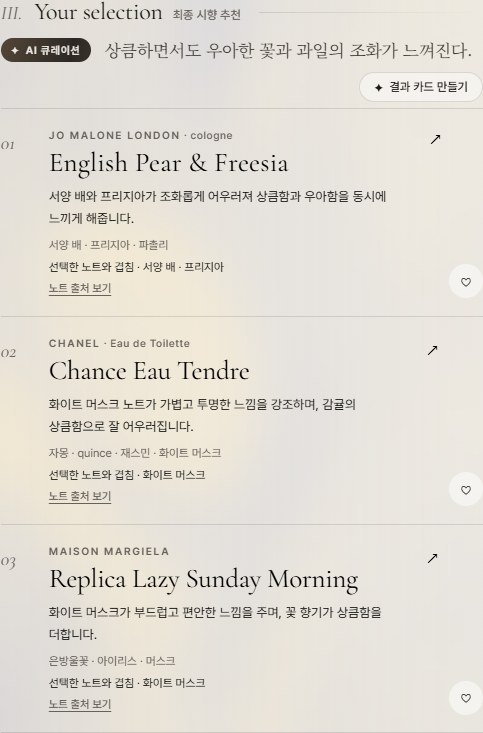 III. Your selection 최종 시향 추천
✦ AI 큐레이션 상큼하면서도 우아한 꽃과 과일의 조화가 느껴진다.
✦ 결과 카드 만들기
01
JO MALONE LONDON · cologne ↗
English Pear & Freesia
서양 배와 프리지아가 조화롭게 어우러져 상큼함과 우아함을 동시에
느끼게 해줍니다.
서양 배 · 프리지아 · 파촐리
선택한 노트와 겹침 · 서양 배 · 프리지아
노트 출처 보기
02
CHANEL · Eau de Toilette ↗
Chance Eau Tendre
화이트 머스크 노트가 가볍고 투명한 느낌을 강조하며, 감귤의
상큼함으로 잘 어우러집니다.
자몽 · quince · 재스민 · 화이트 머스크
선택한 노트와 겹침 · 화이트 머스크
노트 출처 보기
03
MAISON MARGIELA ↗
Replica Lazy Sunday Morning
화이트 머스크가 부드럽고 편안한 느낌을 주며, 꽃 향기가 상큼함을
더합니다.
은방울꽃 · 아이리스 · 머스크
선택한 노트와 겹침 · 화이트 머스크
노트 출처 보기